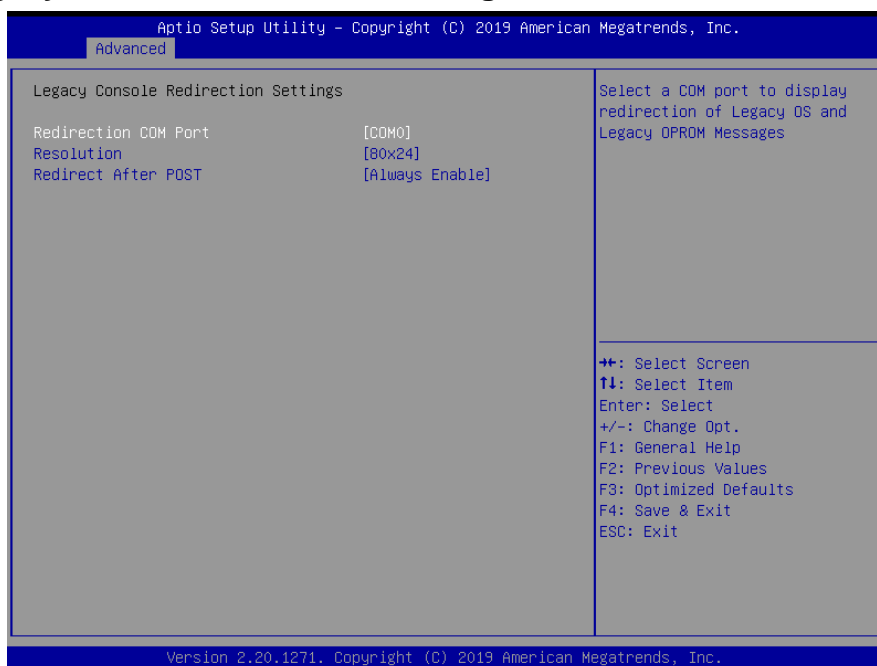 Aptio Setup Utility – Copyright (C) 2019 American Megatrends, Inc.
Advanced
Legacy Console Redirection Settings
Redirection COM Port [COM0]
Resolution [80x24]
Redirect After POST [Always Enable]
Select a COM port to display
redirection of Legacy OS and
Legacy OPROM Messages
→←: Select Screen
↑↓: Select Item
Enter: Select
+/-: Change Opt.
F1: General Help
F2: Previous Values
F3: Optimized Defaults
F4: Save & Exit
ESC: Exit
Version 2.20.1271. Copyright (C) 2019 American Megatrends, Inc.